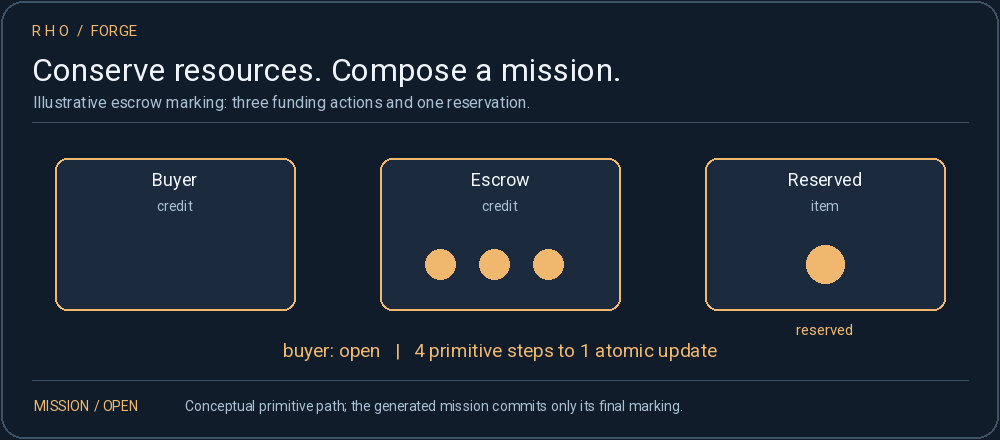 RHO / FORGE
Conserve resources. Compose a mission.
Illustrative escrow marking: three funding actions and one reservation.
Buyer
credit
Escrow
credit
Reserved
item
reserved
buyer: open | 4 primitive steps to 1 atomic update
MISSION / OPEN
Conceptual primitive path; the generated mission commits only its final marking.